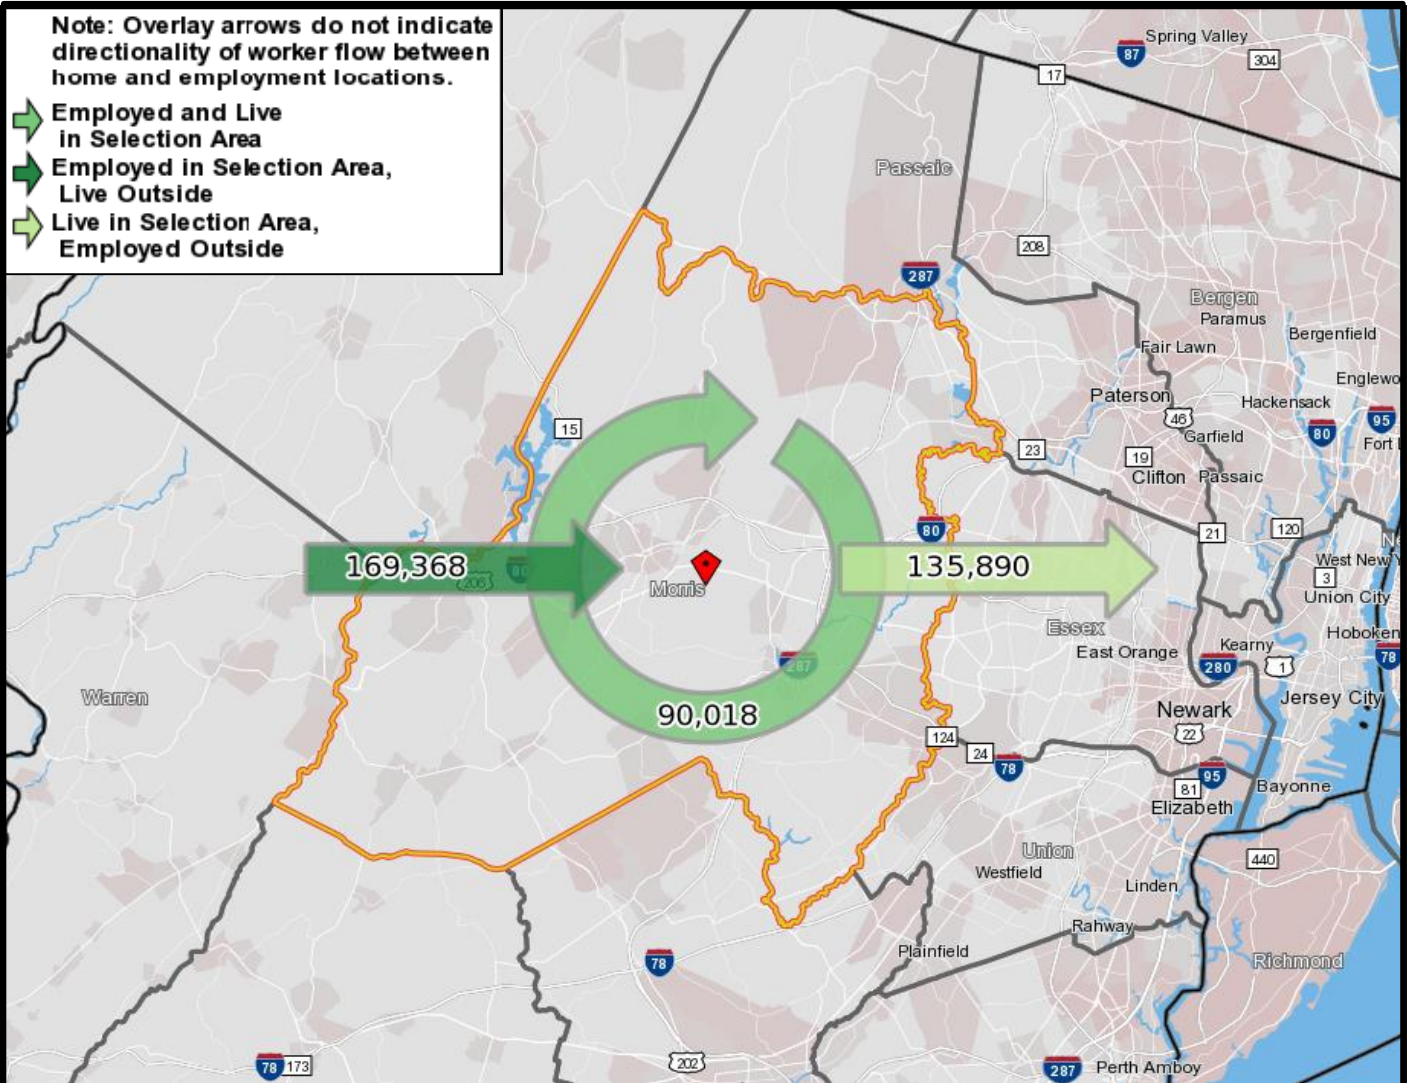 Note: Overlay arrows do not indicate
directionality of worker flow between
home and employment locations.
Employed and Live
in Selection Area
Employed in Selection Area,
Live Outside
Live in Selection Area,
Employed Outside
87
Spring Valley
304
17
Passaic
208
287
Bergen
Paramus
Bergenfield
Fair Lawn
Englewo
Paterson
Hackensack
95
46
80
15
Garfield
Fort
23
19
Clifton
Passaic
80
21
120
West New Y
169,368
206
80
135,890
Morris
3
Union City
Essex
Hoboken
East Orange
Kearny
280
1
78
287
Warren
Jersey City
90,018
Newark
22
124
24
78
95
81
Bayonne
Elizabeth
Union
440
Westfield
Linden
Rahway
Plainfield
78
Richmond
78
173
202
287
Perth Amboy